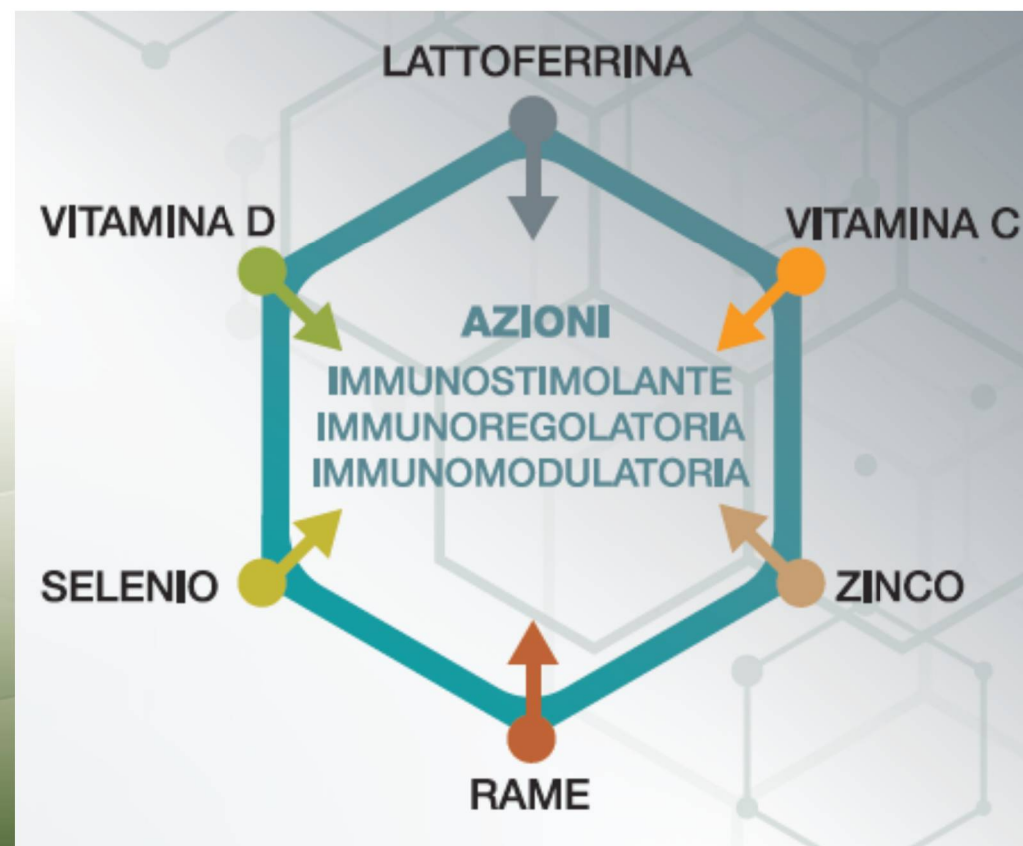 LATTOFERRINA
VITAMINA D
VITAMINA C
AZIONI
IMMUNOSTIMOLANTE
IMMUNOREGOLATORIA
IMMUNOMODULATORIA
SELENIO
ZINCO
RAME